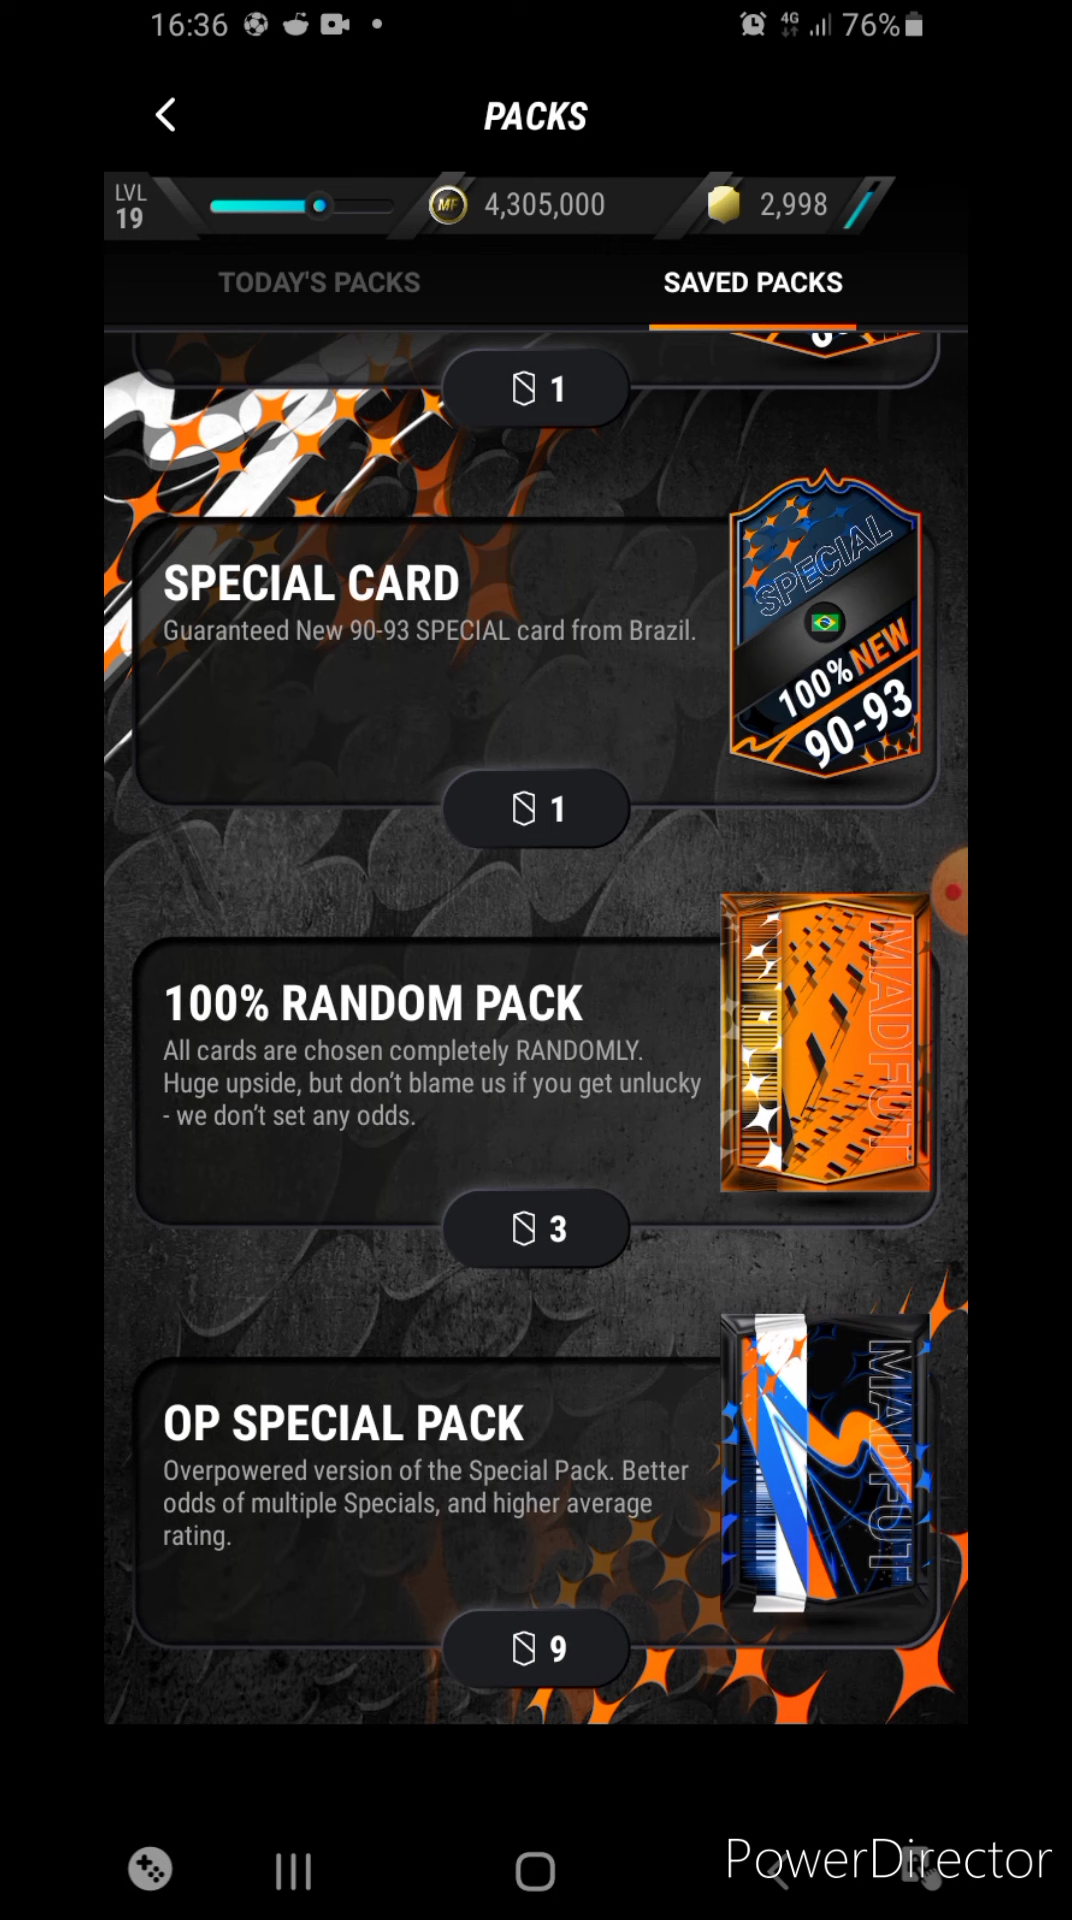 16:36
4G
76%
PACKS
LVL
19
MF
4,305,000
2,998
TODAY'S PACKS
SAVED PACKS
1
SPECIAL CARD
Guaranteed New 90-93 SPECIAL card from Brazil.
SPECIAL
100% NEW
90-93
1
100% RANDOM PACK
All cards are chosen completely RANDOMLY.
Huge upside, but don’t blame us if you get unlucky
- we don’t set any odds.
MADFUT
3
OP SPECIAL PACK
Overpowered version of the Special Pack. Better
odds of multiple Specials, and higher average
rating.
MADFUT
9
PowerDirector